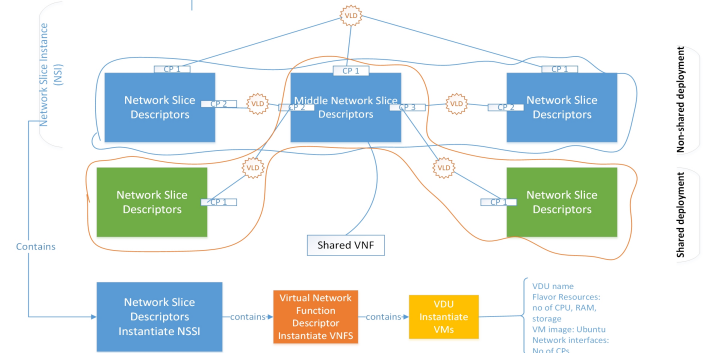 VLD
Network Slice Instance
(NSI)
CP 1
CP 1
CP 1
Network Slice
Descriptors
CP 2
VLD
CP 2
Middle Network Slice
Descriptors
CP 3
VLD
CP 2
Network Slice
Descriptors
Non-shared deployment
VLD
VLD
Network Slice
Descriptors
CP 1
CP 1
Network Slice
Descriptors
Shared deployment
Shared VNF
Contains
Network Slice
Descriptors
Instantiate NSSI
contains
Virtual Network
Function
Descriptor
Instantiate VNFS
contains
VDU
Instantiate
VMs
VDU name
Flavor Resources:
no of CPU, RAM,
storage
VM image: Ubuntu
Network interfaces:
No of CPs